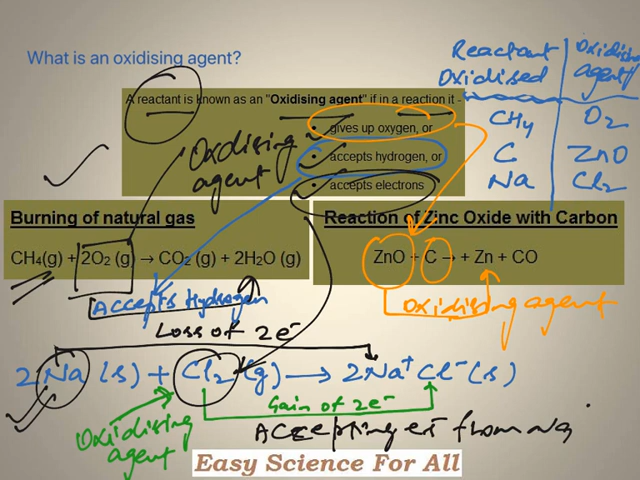 What is an oxidising agent?
Reactant Oxidised
Oxidising agent
CH4
O2
C
ZnO
Na
Cl2
A reactant is known as an "Oxidising agent" if in a reaction it -
gives up oxygen, or
accepts hydrogen, or
accepts electrons
Oxidising agent
Burning of natural gas
CH4(g) + 2O2 (g) → CO2 (g) + 2H2O (g)
Accepts Hydrogen
Reaction of Zinc Oxide with Carbon
ZnO + C → + Zn + CO
Oxidising agent
Loss of 2e-
2Na (s) + Cl2 (g) → 2Na+ Cl- (s)
Gain of 2e-
Oxidising agent
Accepting from Na
Easy Science For All